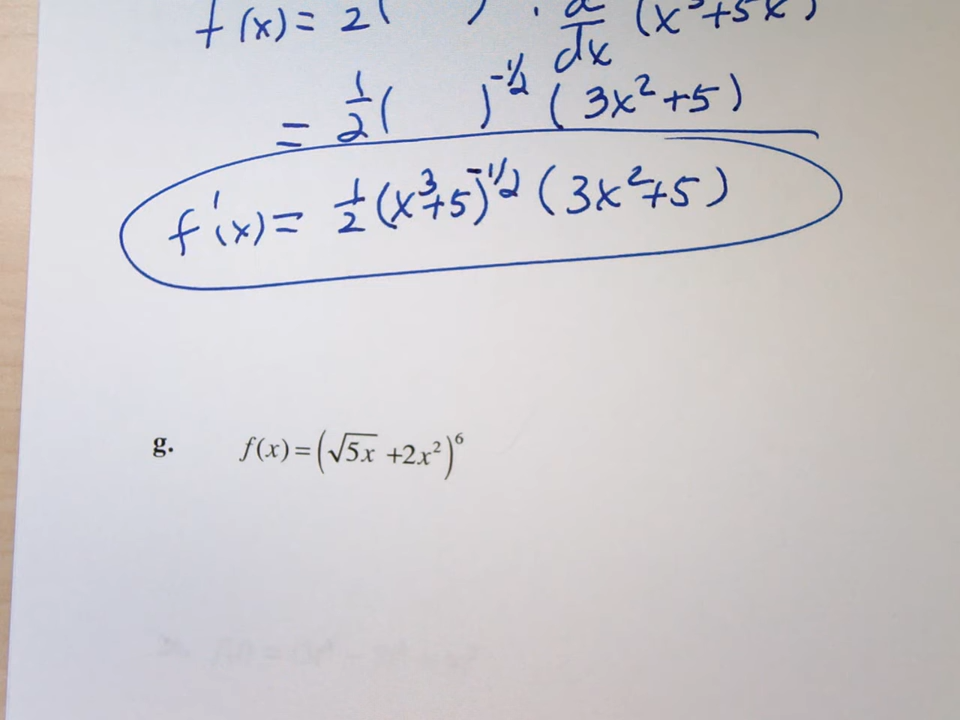 f(x) = 2( ) · d/dx (x³+5x)
= 1/2( )^-1/2 (3x²+5)
f'(x) = 1/2(x³+5)^-1/2 (3x²+5)
g. f(x) = (√5x +2x²)⁶